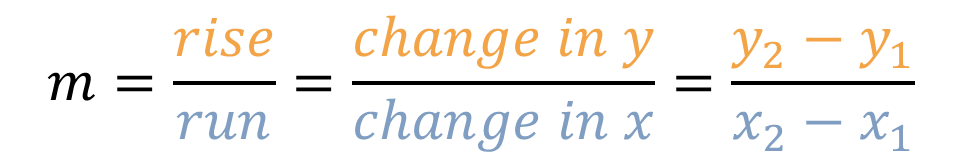 m = rise/run = change in y/change in x = y₂ − y₁/x₂ − x₁